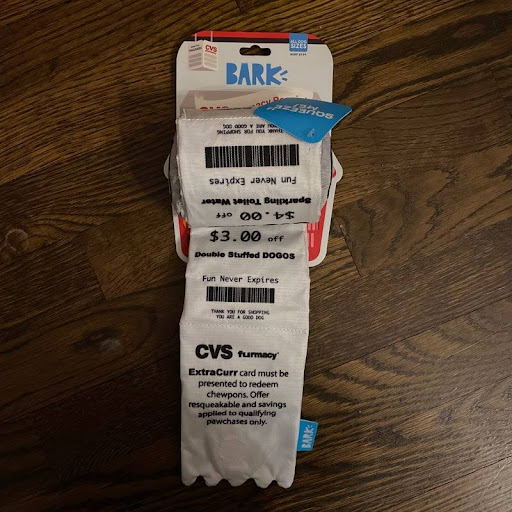 CVS
ALL DOG
SIZES
BARK
SQUEEZE
ME!
THANK YOU FOR SHOPPING
YOU ARE A GOOD DOG
Fun Never Expires
Sparkling Toilet Water
$4.00 off
$3.00 off
Double Stuffed DOGOS
Fun Never Expires
THANK YOU FOR SHOPPING
YOU ARE A GOOD DOG
CVS furmacy
ExtraCurr card must be
presented to redeem
chewpons. Offer
resqueakable and savings
applied to qualifying
pawchases only.
BARK